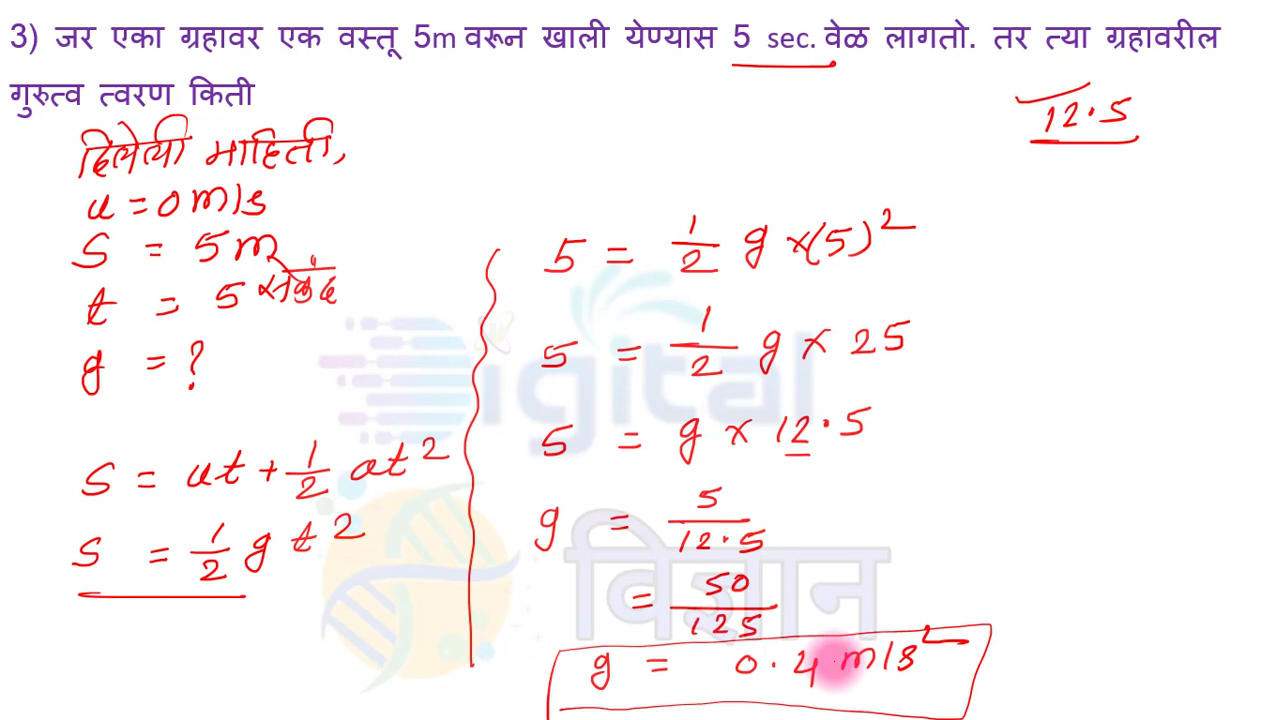 3) जर एका ग्रहावर एक वस्तू 5m वरून खाली येण्यास 5 sec. वेळ लागतो. तर त्या ग्रहावरील
गुरुत्व त्वरण किती
12.5
दिलेली माहिती,
u = 0 m/s
S = 5 m
t = 5 सेकंद
g = ?
S = ut + 1/2 at²
S = 1/2 g t²
5 = 1/2 g ×(5)²
5 = 1/2 g × 25
5 = g × 12.5
g = 5/12.5
= 50/125
g = 0.4 m/s²
igital
विज्ञान